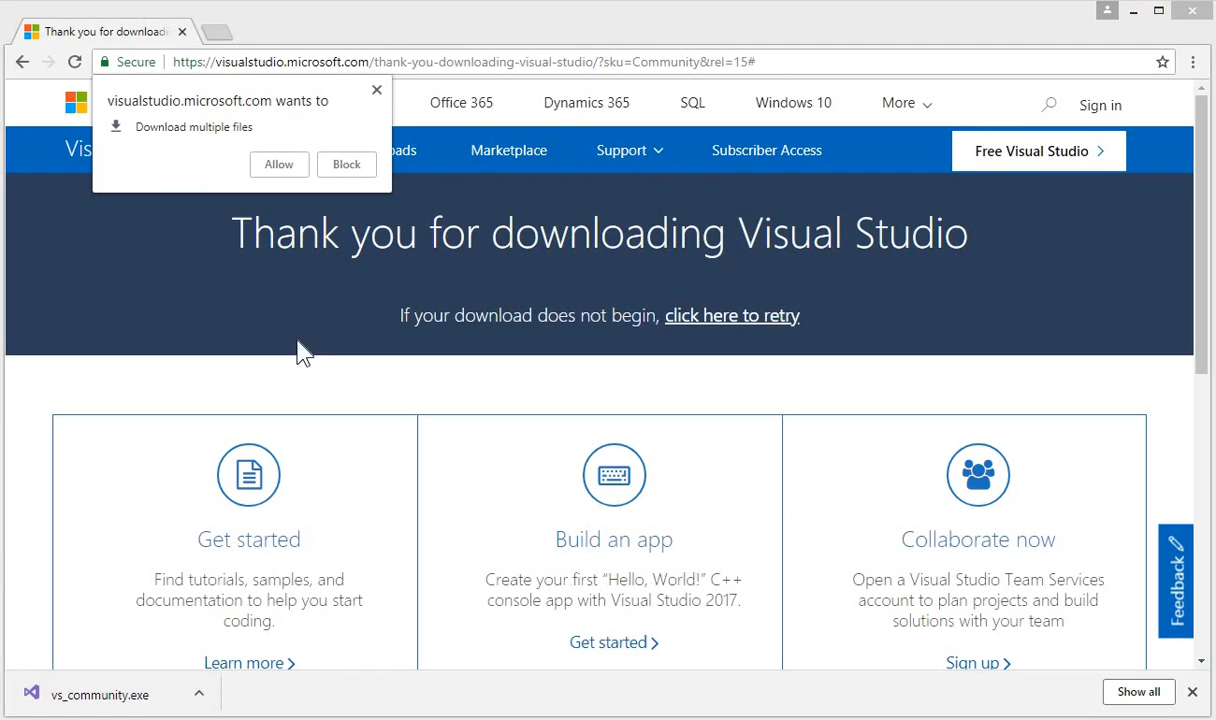 Thank you for downloadi
Secure https://visualstudio.microsoft.com/thank-you-downloading-visual-studio/?sku=Community&rel=15#
visualstudio.microsoft.com wants to
Download multiple files
Allow Block
Office 365 Dynamics 365 SQL Windows 10 More Sign in
Vis oads Marketplace Support Subscriber Access Free Visual Studio
Thank you for downloading Visual Studio
If your download does not begin, click here to retry
Get started
Find tutorials, samples, and
documentation to help you start
coding.
Learn more
Build an app
Create your first “Hello, World!” C++
console app with Visual Studio 2017.
Get started
Collaborate now
Open a Visual Studio Team Services
account to plan projects and build
solutions with your team
Sign up
Feedback
vs_community.exe
Show all